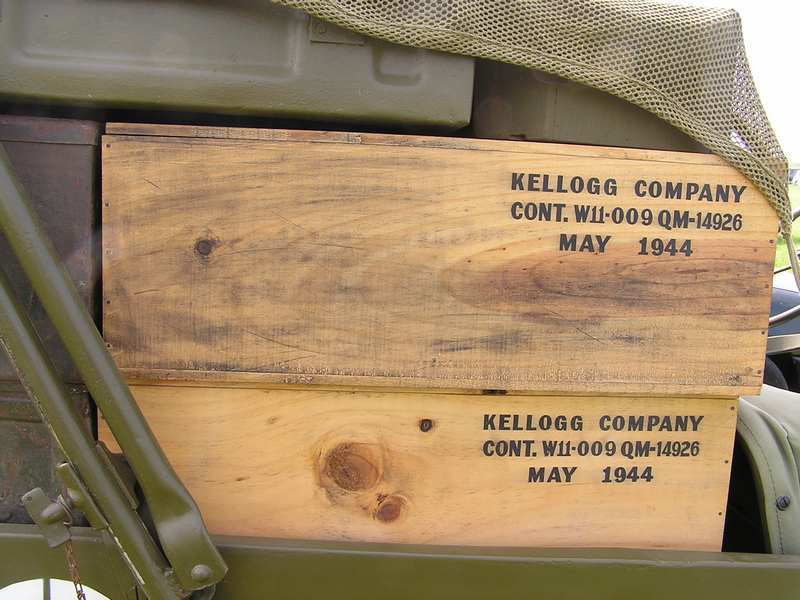 KELLOGG COMPANY
CONT. W11-009 QM-14926
MAY 1944
KELLOGG COMPANY
CONT. W11-009 QM-14926
MAY 1944